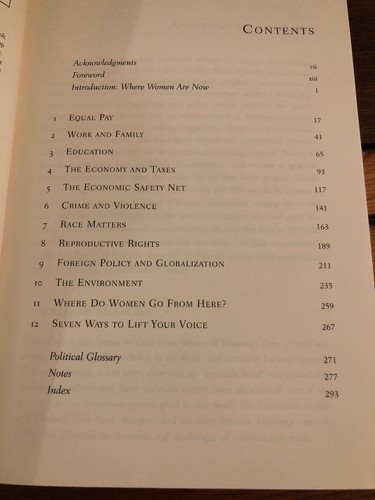 CONTENTS
Acknowledgments vii
Foreword xiii
Introduction: Where Women Are Now 1
1 EQUAL PAY 17
2 WORK AND FAMILY 41
3 EDUCATION 65
4 THE ECONOMY AND TAXES 93
5 THE ECONOMIC SAFETY NET 117
6 CRIME AND VIOLENCE 141
7 RACE MATTERS 163
8 REPRODUCTIVE RIGHTS 189
9 FOREIGN POLICY AND GLOBALIZATION 211
10 THE ENVIRONMENT 235
11 WHERE DO WOMEN GO FROM HERE? 259
12 SEVEN WAYS TO LIFT YOUR VOICE 267
Political Glossary 271
Notes 277
Index 293